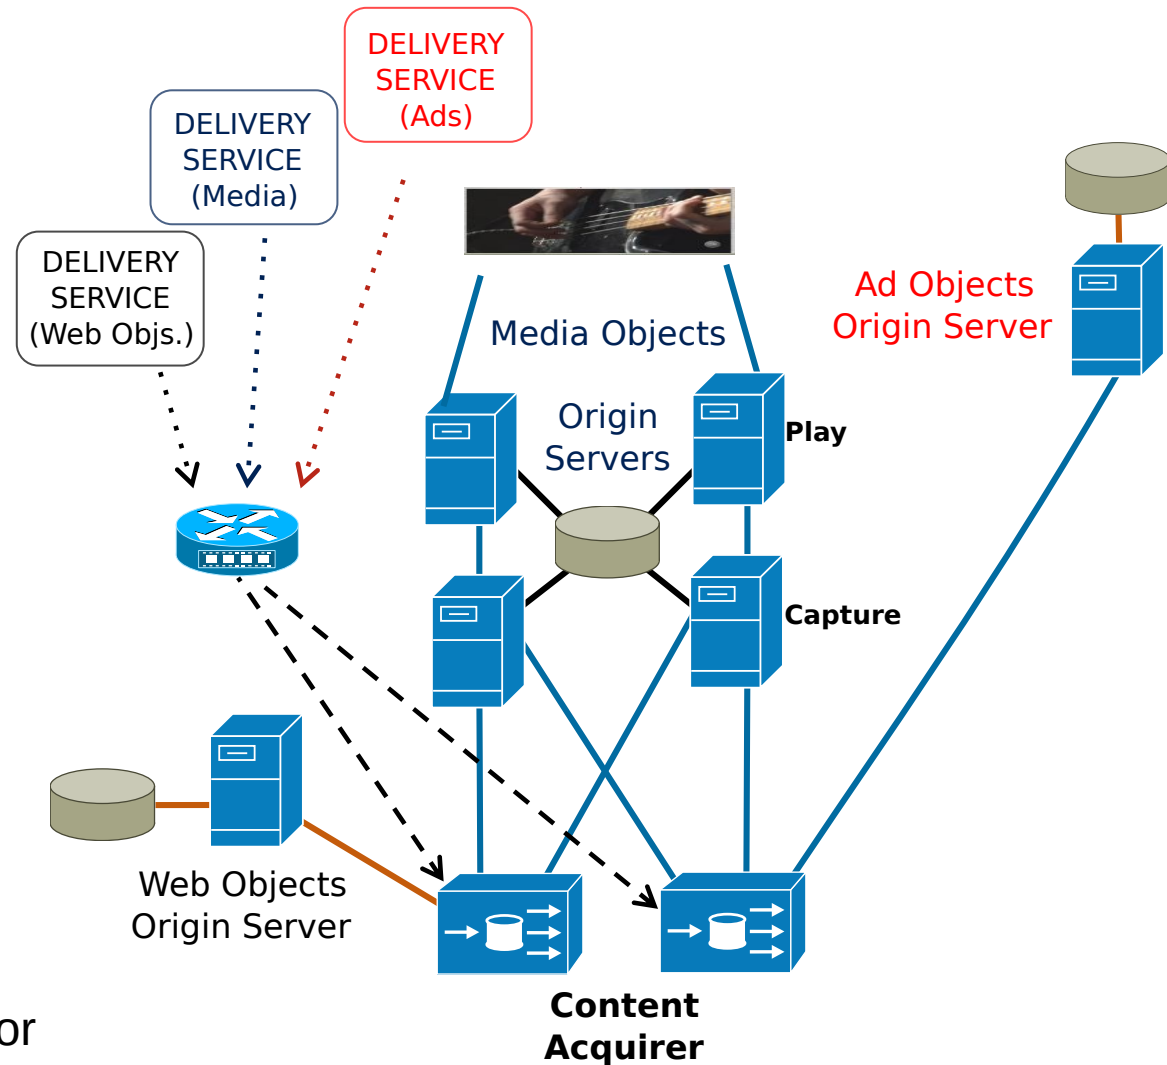 DELIVERY
SERVICE
(Ads)
DELIVERY
SERVICE
(Media)
DELIVERY
SERVICE
(Web Objs.)
Ad Objects
Origin Server
Media Objects
Origin
Servers
Play
Capture
Web Objects
Origin Server
Content
Acquirer
or